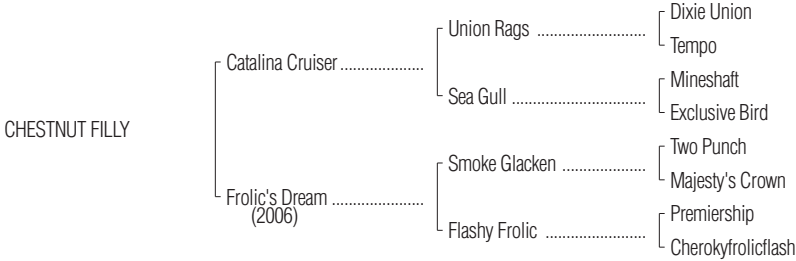 Dixie Union
Union Rags ........................
Tempo
Catalina Cruiser ...................
Mineshaft
Sea Gull ..............................
Exclusive Bird
CHESTNUT FILLY
Two Punch
Smoke Glacken ...................
Majesty's Crown
Frolic's Dream .....................
(2006)
Premiership
Flashy Frolic .......................
Cherokyfrolicflash